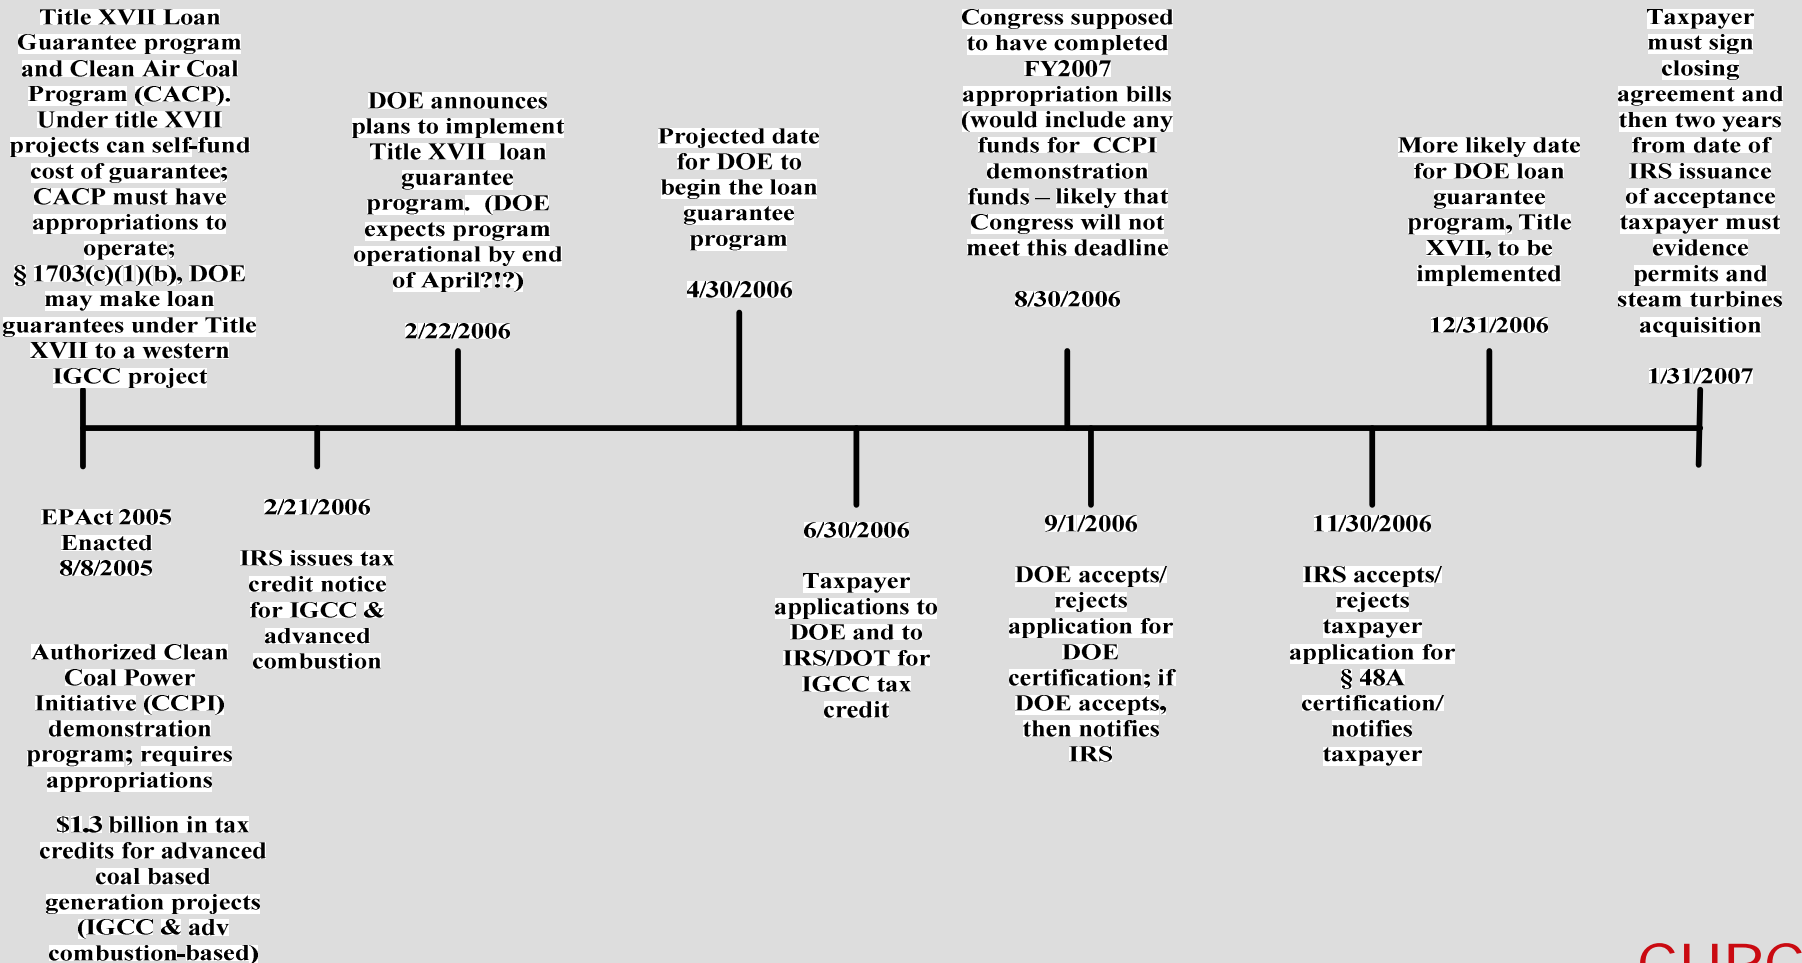 Title XVII Loan
Guarantee program
and Clean Air Coal
Program (CACP).
Under title XVII
projects can self-fund
cost of guarantee;
CACP must have
appropriations to
operate;
§ 1703(c)(1)(b), DOE
may make loan
guarantees under Title
XVII to a western
IGCC project
DOE announces
plans to implement
Title XVII loan
guarantee
program. (DOE
expects program
operational by end
of April?!?)
2/22/2006
Projected date
for DOE to
begin the loan
guarantee
program
4/30/2006
Congress supposed
to have completed
FY2007
appropriation bills
(would include any
funds for CCPI
demonstration
funds – likely that
Congress will not
meet this deadline
8/30/2006
More likely date
for DOE loan
guarantee
program, Title
XVII, to be
implemented
12/31/2006
Taxpayer
must sign
closing
agreement and
then two years
from date of
IRS issuance
of acceptance
taxpayer must
evidence
permits and
steam turbines
acquisition
1/31/2007
EPAct 2005
Enacted
8/8/2005
Authorized Clean
Coal Power
Initiative (CCPI)
demonstration
program; requires
appropriations
$1.3 billion in tax
credits for advanced
coal based
generation projects
(IGCC & adv
combustion-based)
2/21/2006
IRS issues tax
credit notice
for IGCC &
advanced
combustion
6/30/2006
Taxpayer
applications to
DOE and to
IRS/DOT for
IGCC tax
credit
9/1/2006
DOE accepts/
rejects
application for
DOE
certification; if
DOE accepts,
then notifies
IRS
11/30/2006
IRS accepts/
rejects
taxpayer
application for
§ 48A
certification/
notifies
taxpayer